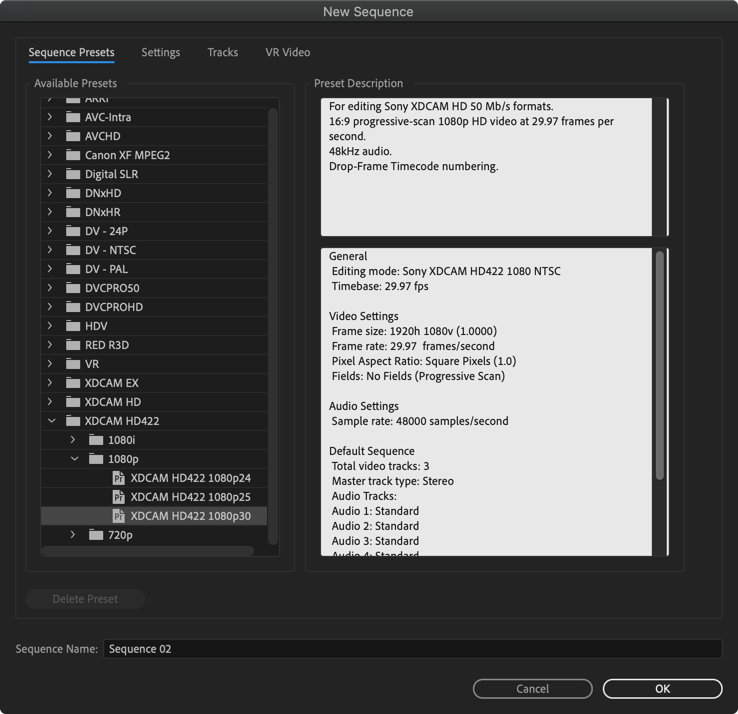 New Sequence
Sequence Presets Settings Tracks VR Video
Available Presets
ARRI
AVC-Intra
AVCHD
Canon XF MPEG2
Digital SLR
DNxHD
DNxHR
DV - 24P
DV - NTSC
DV - PAL
DVCPRO50
DVCPROHD
HDV
RED R3D
VR
XDCAM EX
XDCAM HD
XDCAM HD422
1080i
1080p
Pr XDCAM HD422 1080p24
Pr XDCAM HD422 1080p25
Pr XDCAM HD422 1080p30
720p
Delete Preset
Preset Description
For editing Sony XDCAM HD 50 Mb/s formats.
16:9 progressive-scan 1080p HD video at 29.97 frames per
second.
48kHz audio.
Drop-Frame Timecode numbering.
General
Editing mode: Sony XDCAM HD422 1080 NTSC
Timebase: 29.97 fps
Video Settings
Frame size: 1920h 1080v (1.0000)
Frame rate: 29.97 frames/second
Pixel Aspect Ratio: Square Pixels (1.0)
Fields: No Fields (Progressive Scan)
Audio Settings
Sample rate: 48000 samples/second
Default Sequence
Total video tracks: 3
Master track type: Stereo
Audio Tracks:
Audio 1: Standard
Audio 2: Standard
Audio 3: Standard
Audio 4: Standard
Sequence Name: Sequence 02
Cancel OK